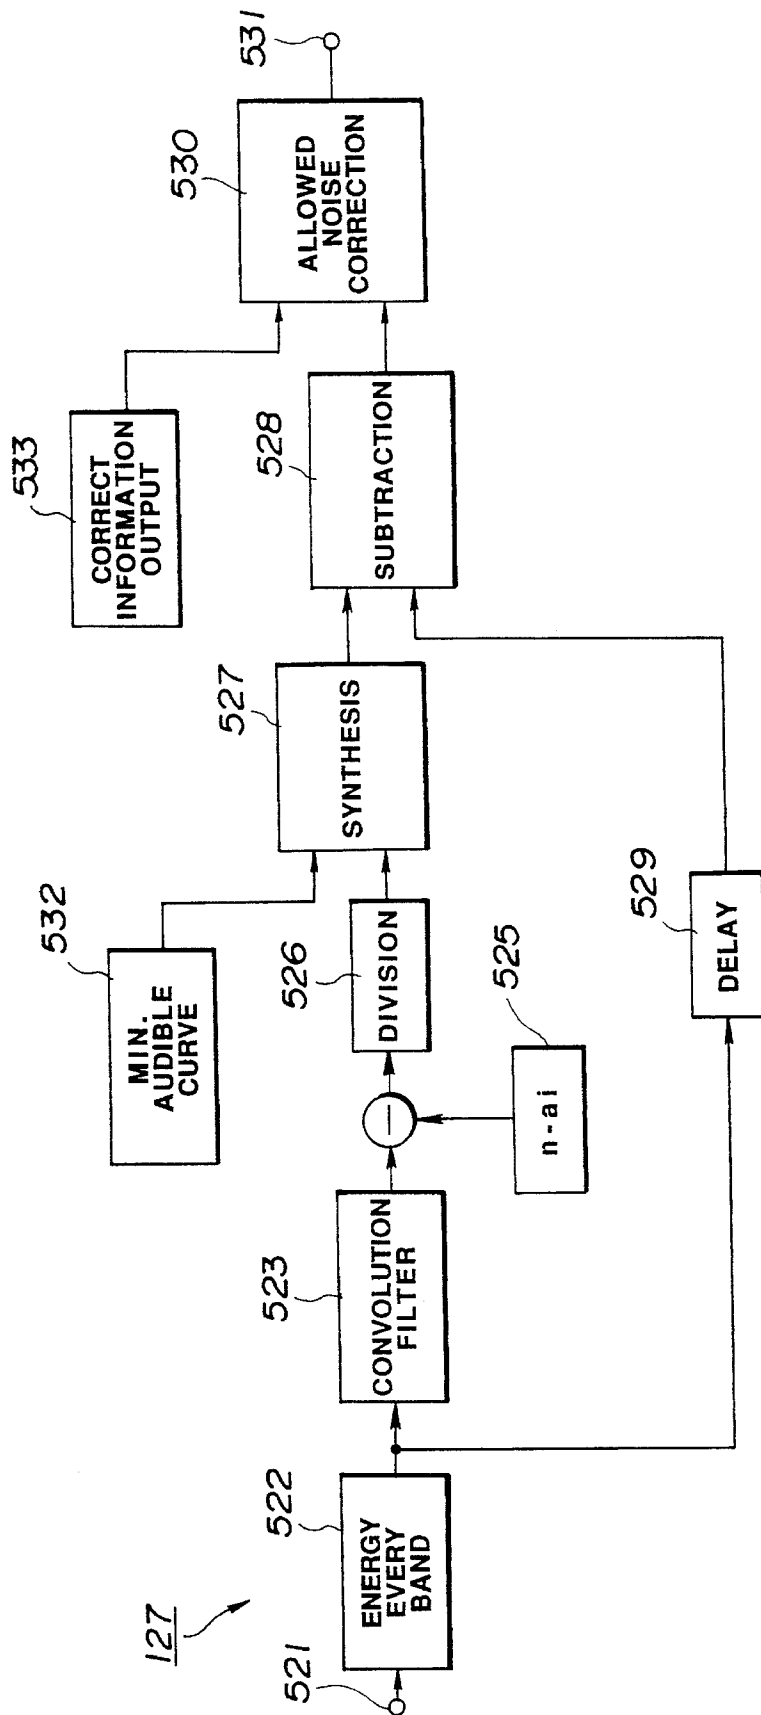 127
521
522
ENERGY
EVERY
BAND
523
CONVOLUTION
FILTER
—
n-ai
525
526
DIVISION
532
MIN.
AUDIBLE
CURVE
527
SYNTHESIS
529
DELAY
528
SUBTRACTION
533
CORRECT
INFORMATION
OUTPUT
530
ALLOWED
NOISE
CORRECTION
531